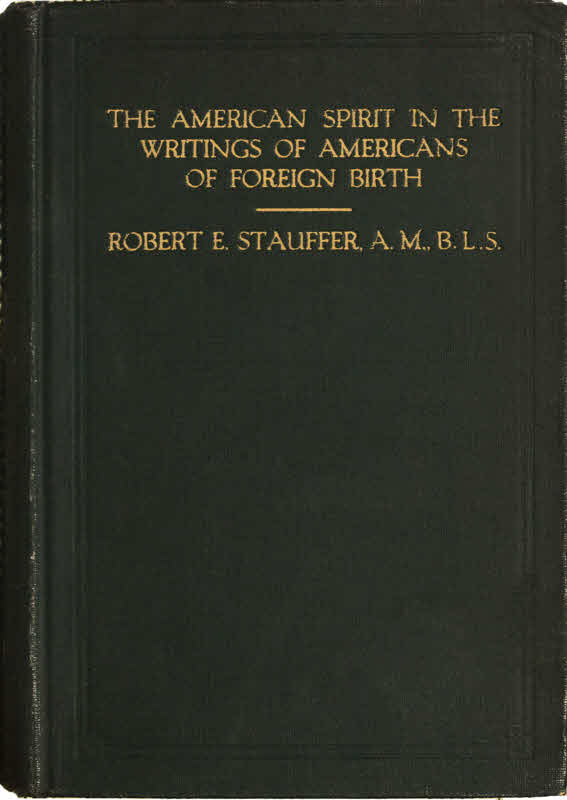 THE AMERICAN SPIRIT IN THE
WRITINGS OF AMERICANS
OF FOREIGN BIRTH
ROBERT E. STAUFFER, A. M., B. L. S.